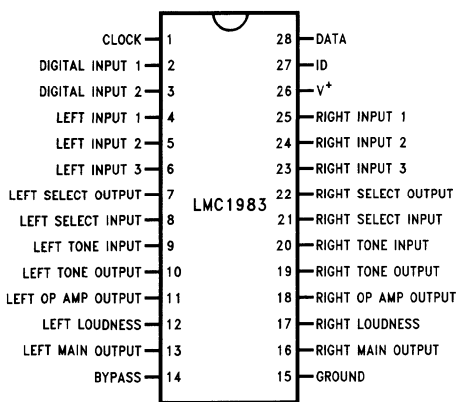 CLOCK 1 28 DATA
DIGITAL INPUT 1 2 27 ID
DIGITAL INPUT 2 3 26 V+
LEFT INPUT 1 4 25 RIGHT INPUT 1
LEFT INPUT 2 5 24 RIGHT INPUT 2
LEFT INPUT 3 6 23 RIGHT INPUT 3
LEFT SELECT OUTPUT 7 22 RIGHT SELECT OUTPUT
LMC1983
LEFT SELECT INPUT 8 21 RIGHT SELECT INPUT
LEFT TONE INPUT 9 20 RIGHT TONE INPUT
LEFT TONE OUTPUT 10 19 RIGHT TONE OUTPUT
LEFT OP AMP OUTPUT 11 18 RIGHT OP AMP OUTPUT
LEFT LOUDNESS 12 17 RIGHT LOUDNESS
LEFT MAIN OUTPUT 13 16 RIGHT MAIN OUTPUT
BYPASS 14 15 GROUND